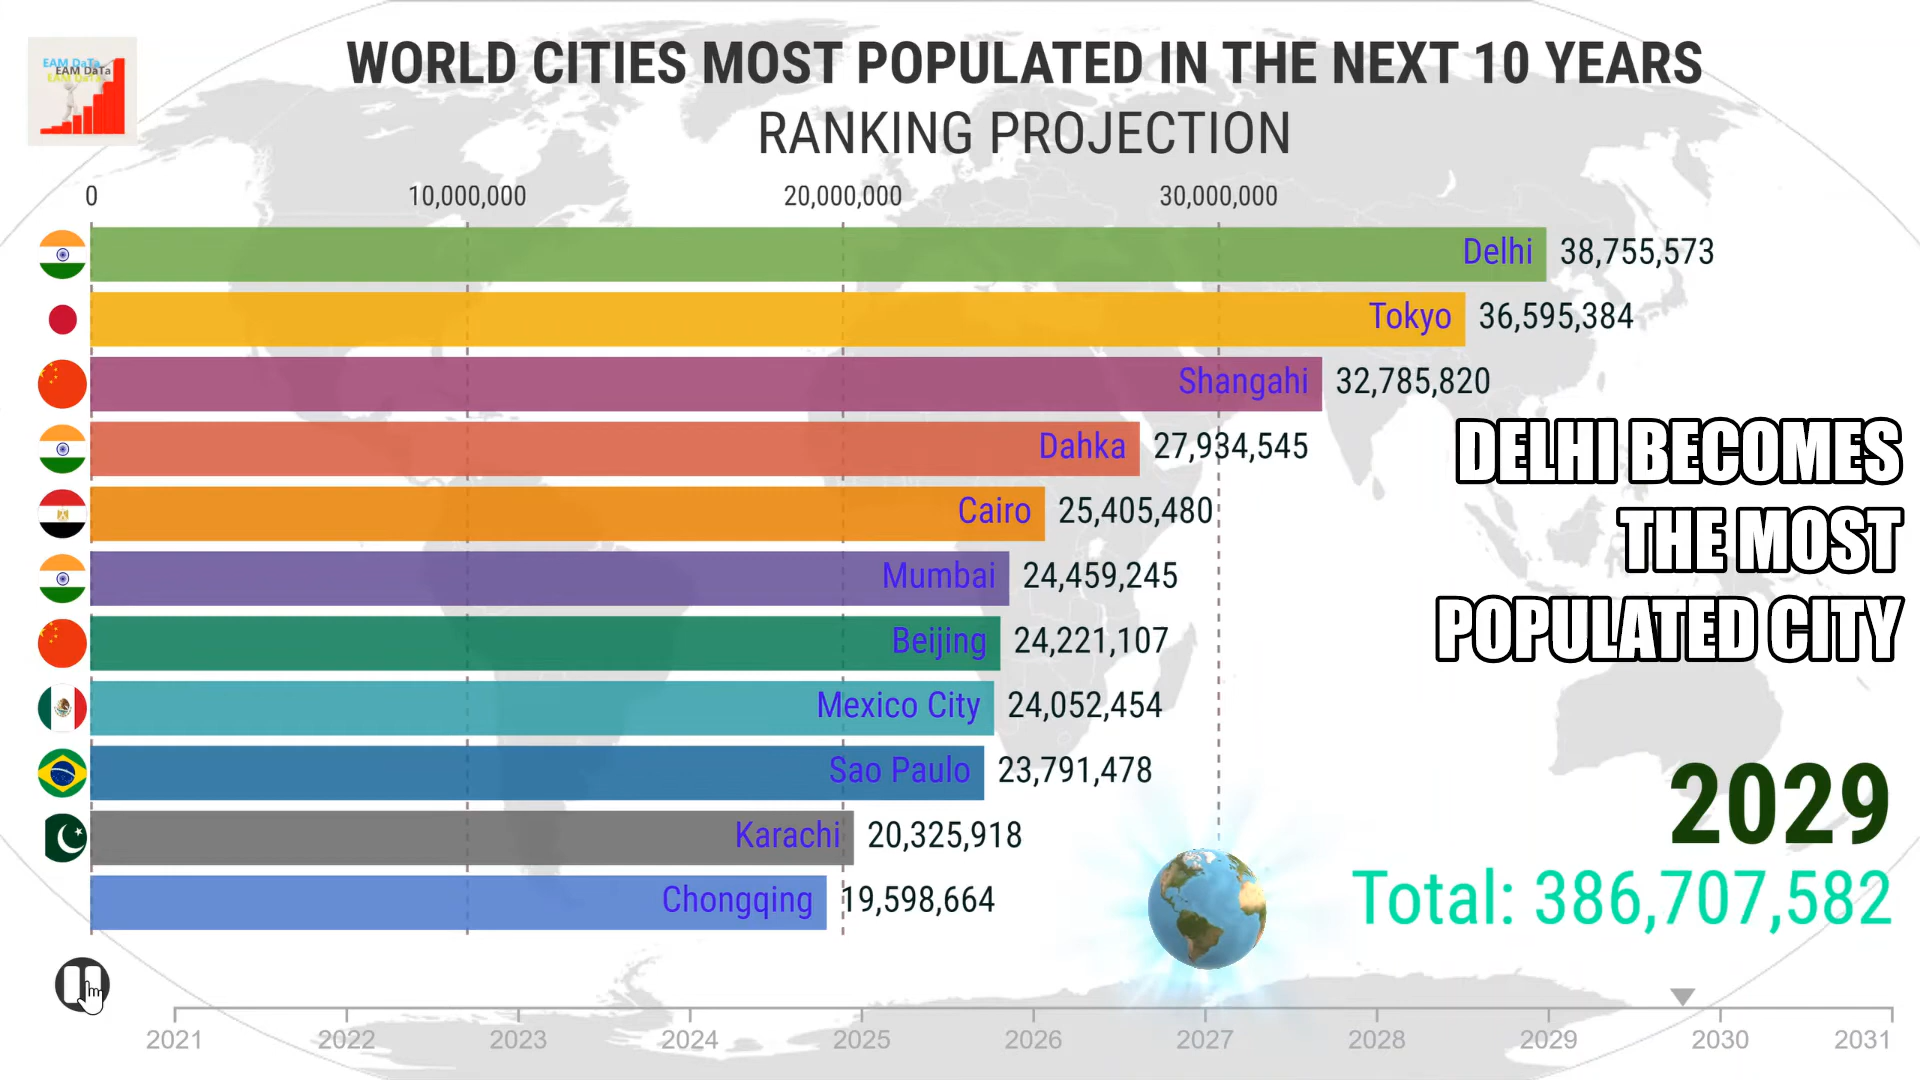 EAM DaTa
EAM DaTa
WORLD CITIES MOST POPULATED IN THE NEXT 10 YEARS
RANKING PROJECTION
0 10,000,000 20,000,000 30,000,000
Delhi 38,755,573
Tokyo 36,595,384
Shangahi 32,785,820
Dahka 27,934,545
Cairo 25,405,480
Mumbai 24,459,245
Beijing 24,221,107
Mexico City 24,052,454
Sao Paulo 23,791,478
Karachi 20,325,918
Chongqing 19,598,664
DELHI BECOMES
THE MOST
POPULATED CITY
2029
Total: 386,707,582
2021 2022 2023 2024 2025 2026 2027 2028 2029 2030 2031